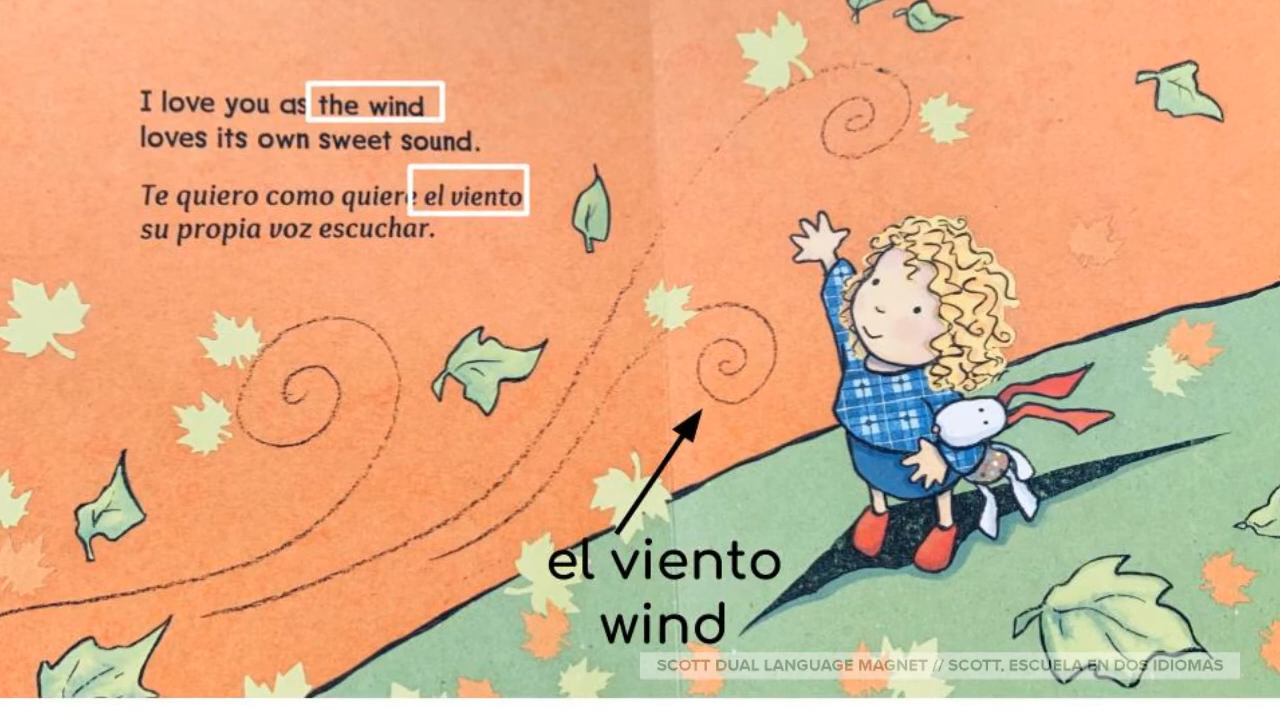 I love you as the wind
loves its own sweet sound.
Te quiero como quiere el viento
su propia voz escuchar.
el viento
wind
SCOTT DUAL LANGUAGE MAGNET // SCOTT, ESCUELA EN DOS IDIOMAS